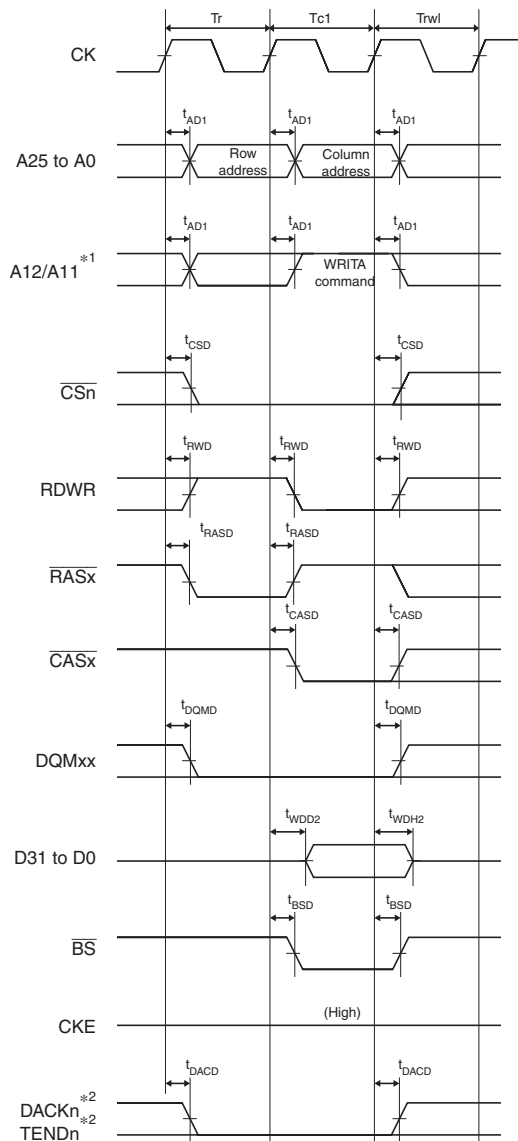 Tr Tc1 Trwl
CK
tAD1 tAD1 tAD1
A25 to A0
Row address
Column address
tAD1 tAD1 tAD1
A12/A11*1
WRITA command
tCSD tCSD
CSn
tRWD tRWD tRWD
RDWR
tRASD tRASD
RASx
tCASD tCASD
CASx
tDQMD tDQMD
DQMxx
tWDD2 tWDH2
D31 to D0
tBSD tBSD
BS
(High)
CKE
tDACD tDACD
DACKn*2
TENDn*2